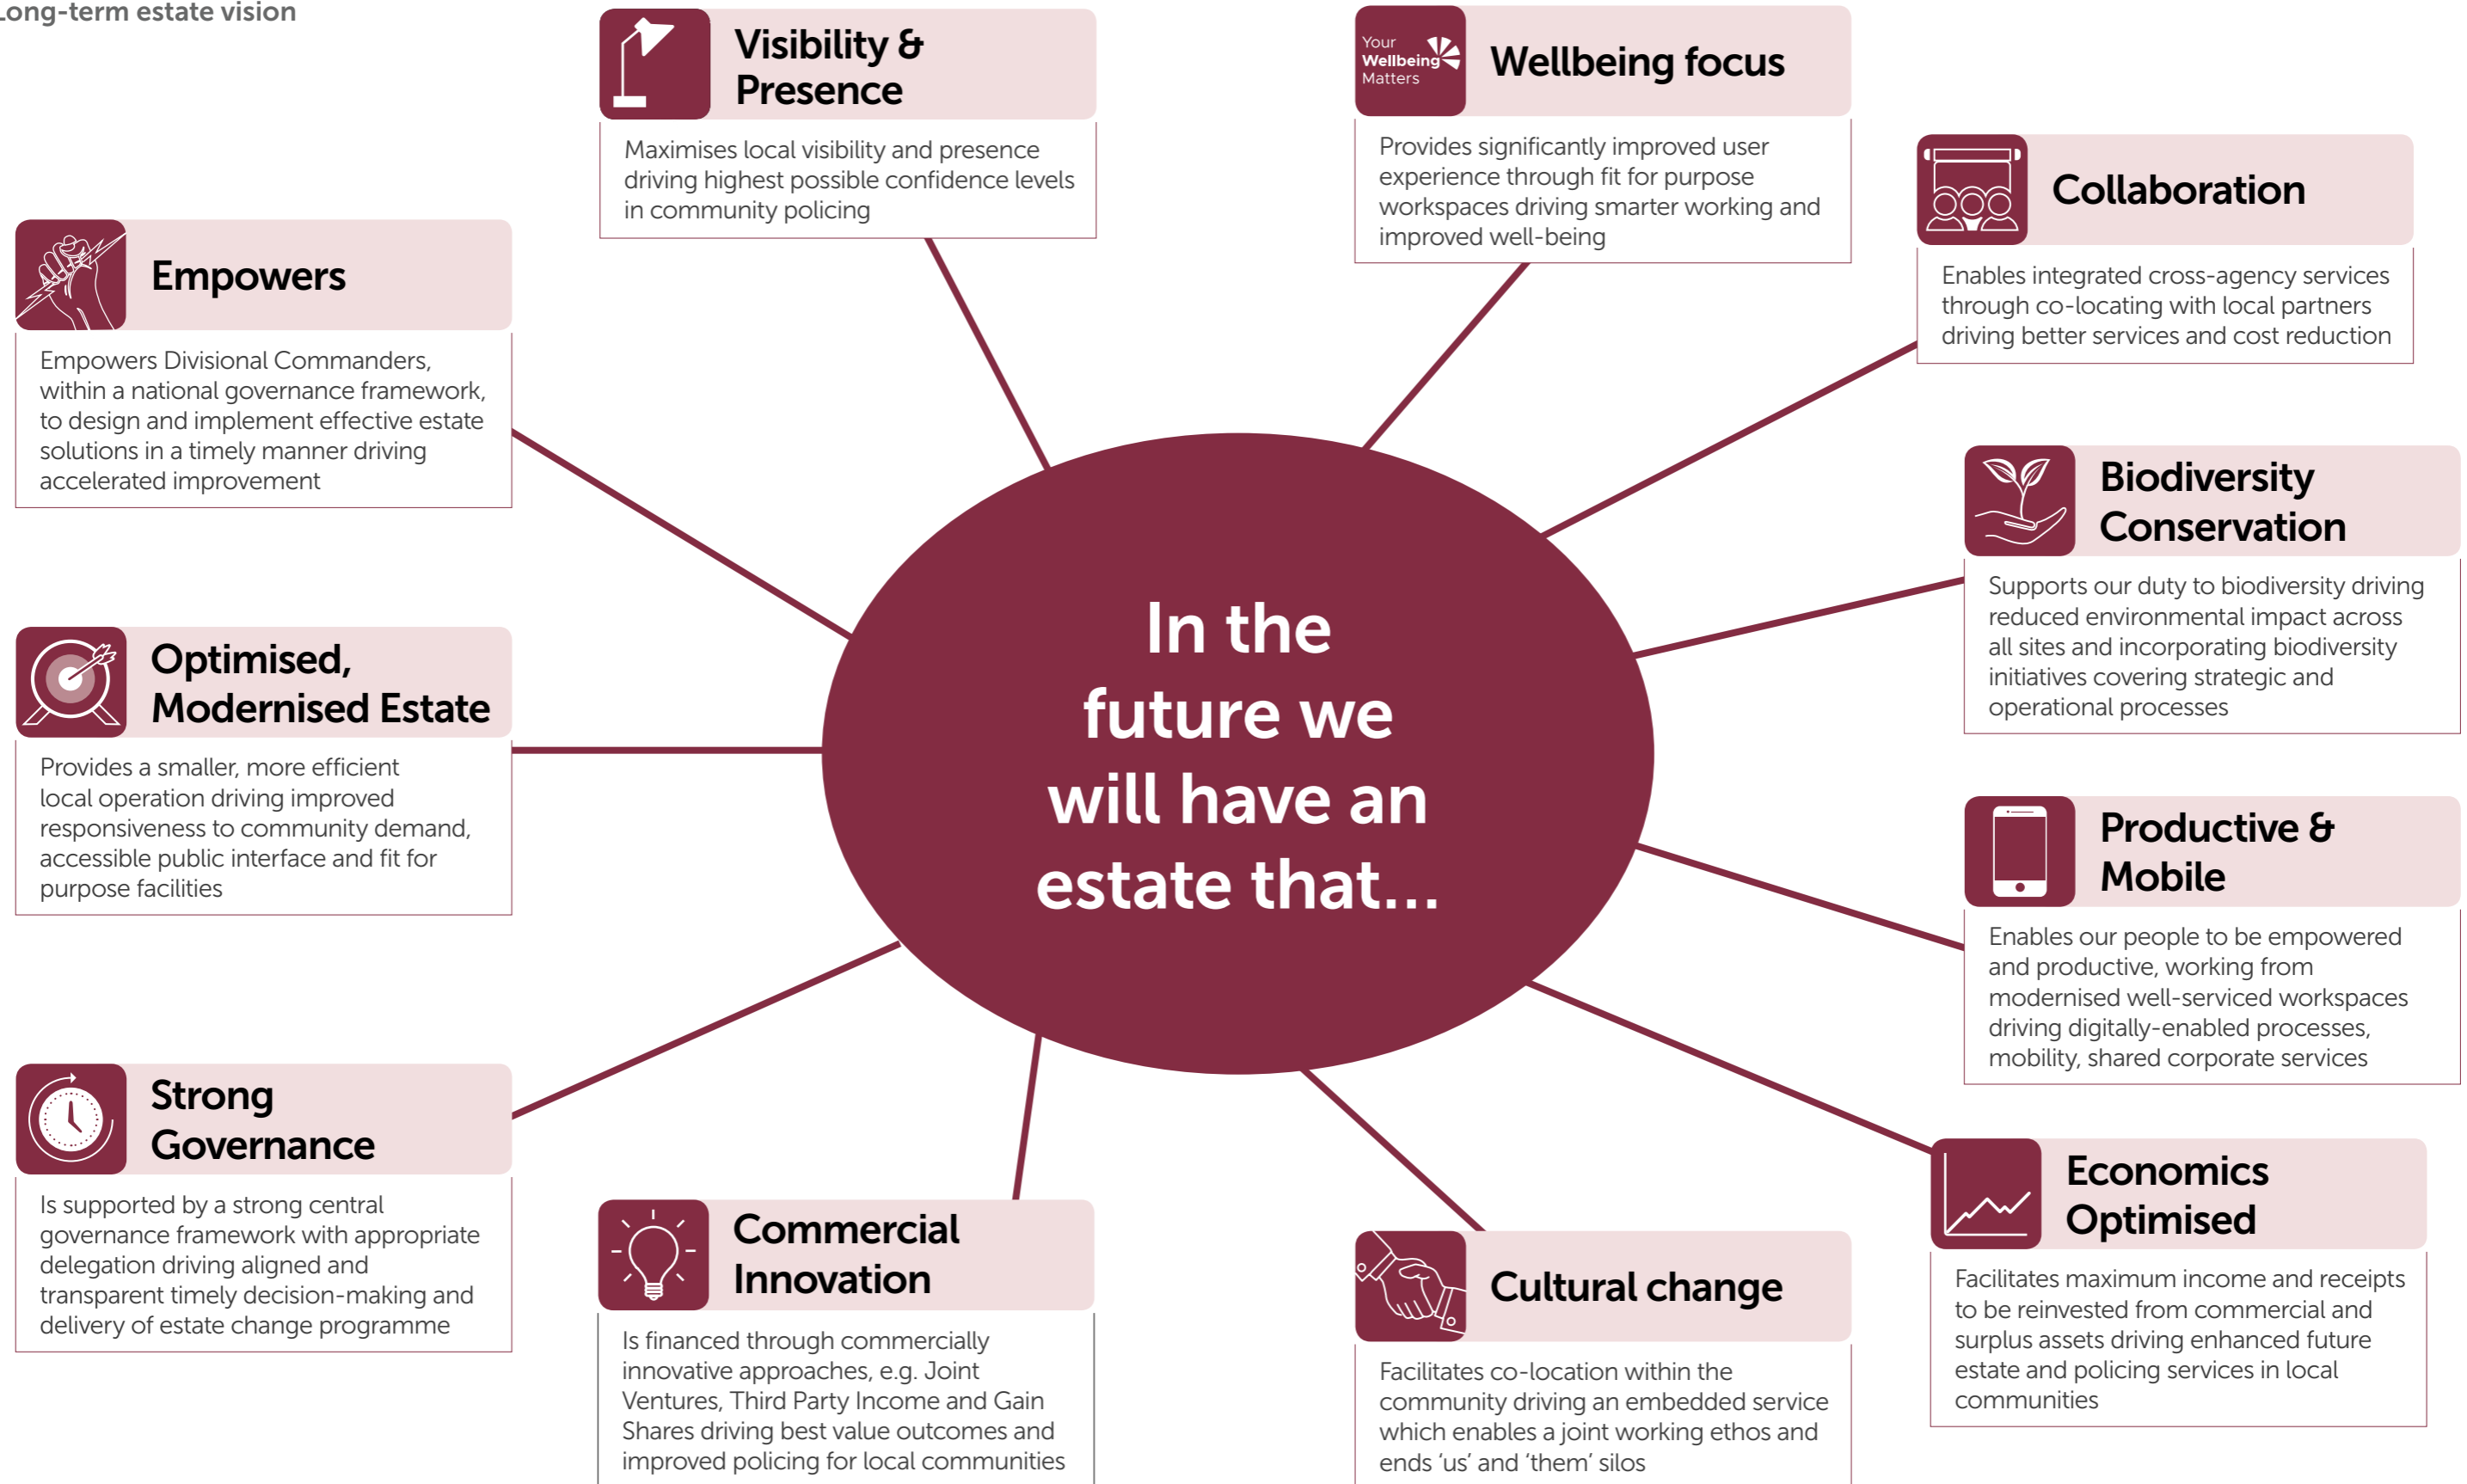 Long-term estate vision
Visibility &
Presence
Maximises local visibility and presence
driving highest possible confidence levels
in community policing
Your
Wellbeing
Matters
Wellbeing focus
Provides significantly improved user
experience through fit for purpose
workspaces driving smarter working and
improved well-being
Collaboration
Enables integrated cross-agency services
through co-locating with local partners
driving better services and cost reduction
Empowers
Empowers Divisional Commanders,
within a national governance framework,
to design and implement effective estate
solutions in a timely manner driving
accelerated improvement
Biodiversity
Conservation
Supports our duty to biodiversity driving
reduced environmental impact across
all sites and incorporating biodiversity
initiatives covering strategic and
operational processes
In the
future we
will have an
estate that...
Optimised,
Modernised Estate
Provides a smaller, more efficient
local operation driving improved
responsiveness to community demand,
accessible public interface and fit for
purpose facilities
Productive &
Mobile
Enables our people to be empowered
and productive, working from
modernised well-serviced workspaces
driving digitally-enabled processes,
mobility, shared corporate services
Strong
Governance
Is supported by a strong central
governance framework with appropriate
delegation driving aligned and
transparent timely decision-making and
delivery of estate change programme
Commercial
Innovation
Is financed through commercially
innovative approaches, e.g. Joint
Ventures, Third Party Income and Gain
Shares driving best value outcomes and
improved policing for local communities
Cultural change
Facilitates co-location within the
community driving an embedded service
which enables a joint working ethos and
ends ‘us’ and ‘them’ silos
Economics
Optimised
Facilitates maximum income and receipts
to be reinvested from commercial and
surplus assets driving enhanced future
estate and policing services in local
communities